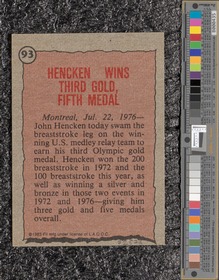 93
HENCKEN WINS
THIRD GOLD,
FIFTH MEDAL
Montreal, Jul. 22, 1976—
John Hencken today swam the
breaststroke leg on the win-
ning U.S. medley relay team to
earn his third Olympic gold
medal. Hencken won the 200
breaststroke in 1972 and the
100 breaststroke this year, as
well as winning a silver and
bronze in those two events in
1972 and 1976—giving him
three gold and five medals
overall.